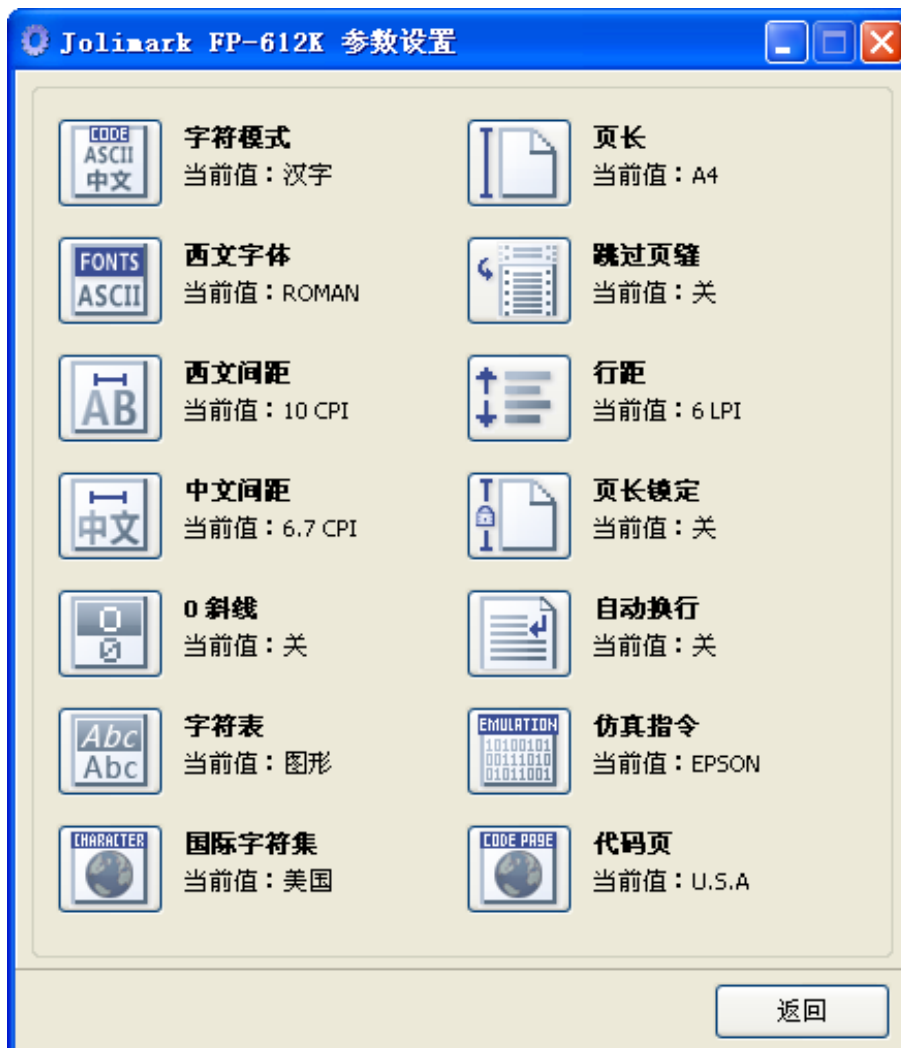 Jolimark FP-612K 参数设置
CODE
ASCII
中文
字符模式
当前值：汉字
页长
当前值：A4
FONTS
ASCII
西文字体
当前值：ROMAN
跳过页缝
当前值：关
AB
西文间距
当前值：10 CPI
行距
当前值：6 LPI
中文
中文间距
当前值：6.7 CPI
页长锁定
当前值：关
0
0
0 斜线
当前值：关
自动换行
当前值：关
Abc
Abc
字符表
当前值：图形
EMULATION
10100101
00111010
01011001
仿真指令
当前值：EPSON
CHARACTER
国际字符集
当前值：美国
CODE PAGE
代码页
当前值：U.S.A
返回